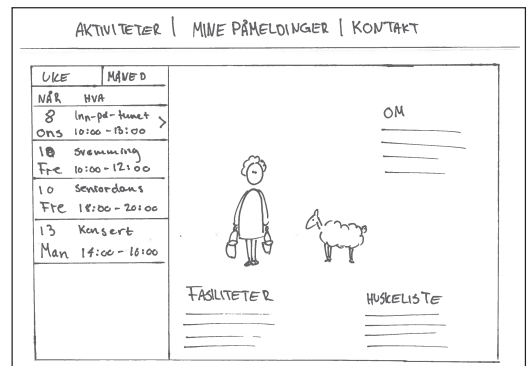 AKTIVITETER | MINE PÅMELDINGER | KONTAKT
UKE MÅNED
NÅR HVA
8 Inn-på-tunet >
Ons 10:00 - 13:00
10 Svømming
Fre 10:00 - 12:00
10 Seniordans
Fre 18:00 - 20:00
13 Konsert
Man 14:00 - 16:00
OM
FASILITETER
HUSKELISTE